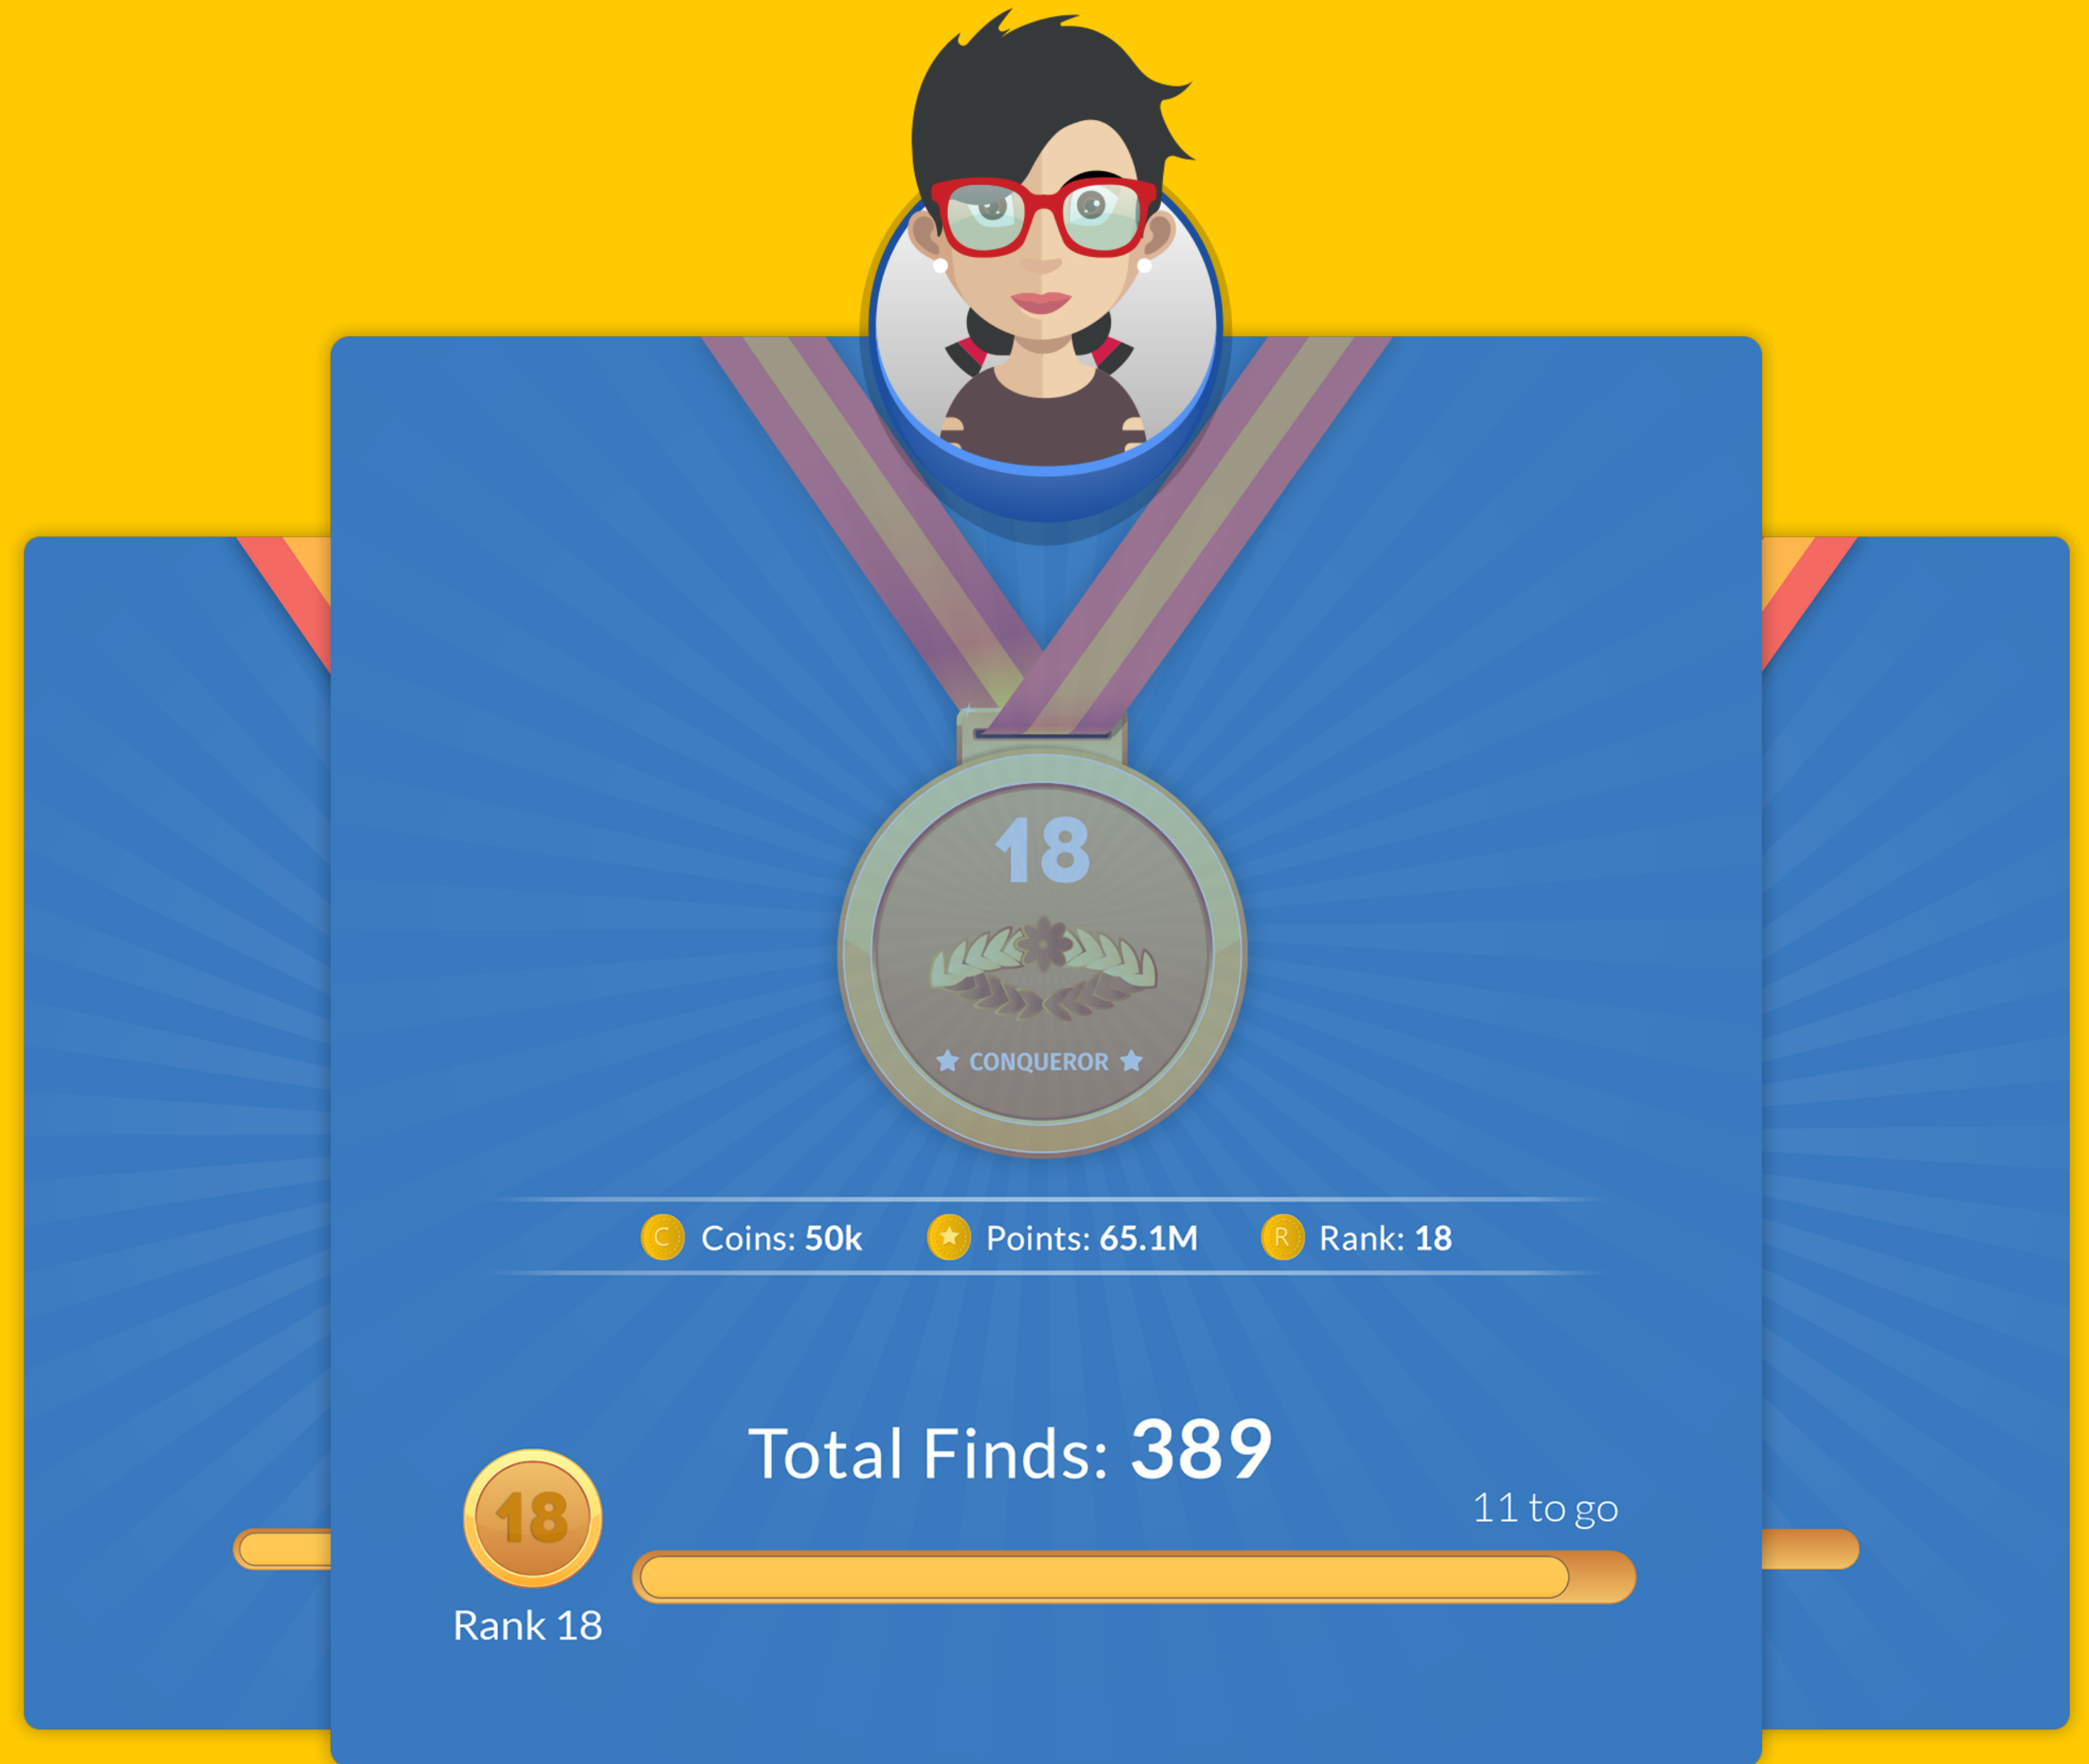 18
CONQUEROR
C Coins: 50k Points: 65.1M R Rank: 18
Total Finds: 389
11 to go
18
Rank 18